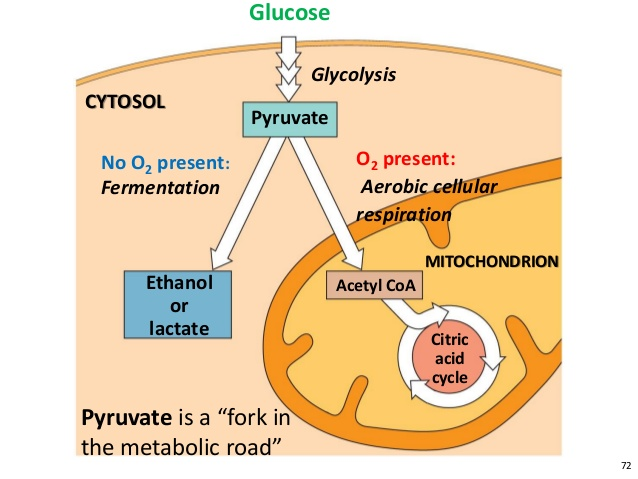 Glucose
Glycolysis
CYTOSOL
Pyruvate
No O₂ present:
Fermentation
O₂ present:
Aerobic cellular
respiration
MITOCHONDRION
Ethanol
or
lactate
Acetyl CoA
Citric
acid
cycle
Pyruvate is a “fork in
the metabolic road”
72